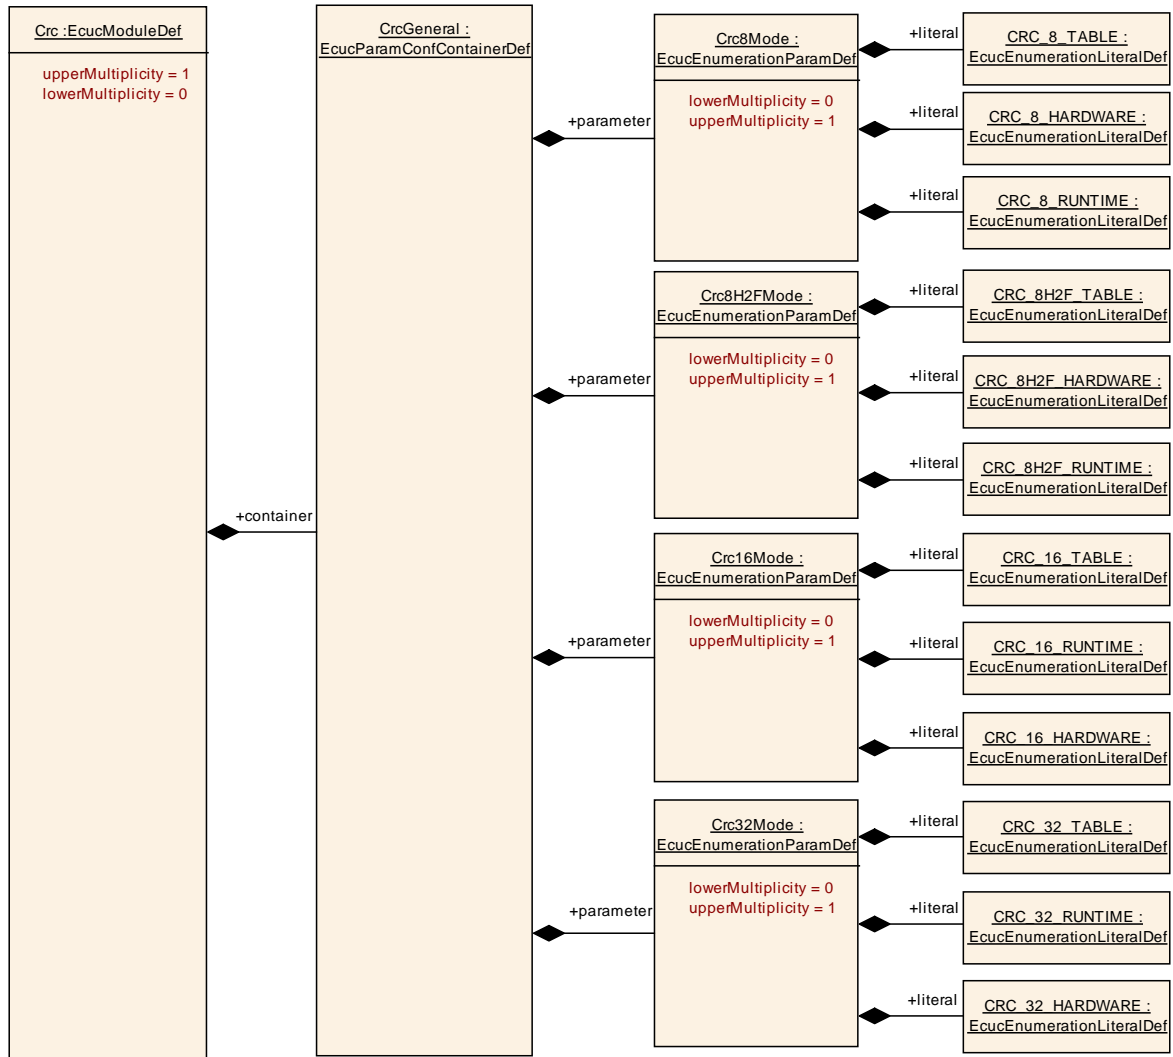 Crc :EcucModuleDef
upperMultiplicity = 1
lowerMultiplicity = 0
+container
CrcGeneral :
EcucParamConfContainerDef
+parameter
Crc8Mode :
EcucEnumerationParamDef
lowerMultiplicity = 0
upperMultiplicity = 1
+literal
CRC_8_TABLE :
EcucEnumerationLiteralDef
+literal
CRC_8_HARDWARE :
EcucEnumerationLiteralDef
+literal
CRC_8_RUNTIME :
EcucEnumerationLiteralDef
+parameter
Crc8H2FMode :
EcucEnumerationParamDef
lowerMultiplicity = 0
upperMultiplicity = 1
+literal
CRC_8H2F_TABLE :
EcucEnumerationLiteralDef
+literal
CRC_8H2F_HARDWARE :
EcucEnumerationLiteralDef
+literal
CRC_8H2F_RUNTIME :
EcucEnumerationLiteralDef
+parameter
Crc16Mode :
EcucEnumerationParamDef
lowerMultiplicity = 0
upperMultiplicity = 1
+literal
CRC_16_TABLE :
EcucEnumerationLiteralDef
+literal
CRC_16_RUNTIME :
EcucEnumerationLiteralDef
+literal
CRC_16_HARDWARE :
EcucEnumerationLiteralDef
+parameter
Crc32Mode :
EcucEnumerationParamDef
lowerMultiplicity = 0
upperMultiplicity = 1
+literal
CRC_32_TABLE :
EcucEnumerationLiteralDef
+literal
CRC_32_RUNTIME :
EcucEnumerationLiteralDef
+literal
CRC_32_HARDWARE :
EcucEnumerationLiteralDef